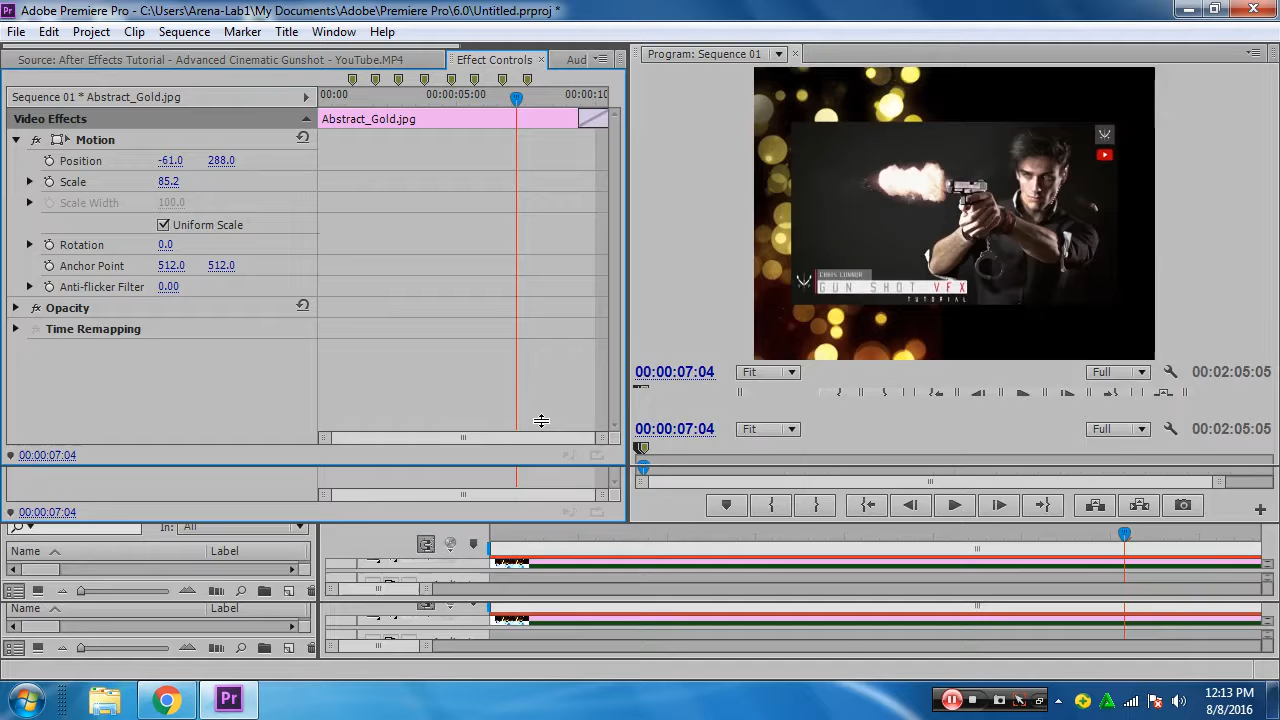 Adobe Premiere Pro - C:\Users\Arena-Lab1\My Documents\Adobe\Premiere Pro\6.0\Untitled.prproj *
File Edit Project Clip Sequence Marker Title Window Help
Source: After Effects Tutorial - Advanced Cinematic Gunshot - YouTube.MP4
Effect Controls
Aud
Program: Sequence 01
Sequence 01 * Abstract_Gold.jpg
00:00 00:00:05:00 00:00:10
Video Effects
Abstract_Gold.jpg
fx Motion
Position -61.0 288.0
Scale 85.2
Scale Width 100.0
Uniform Scale
Rotation 0.0
Anchor Point 512.0 512.0
Anti-flicker Filter 0.00
fx Opacity
fx Time Remapping
CHRIS CONNOR
GUN SHOT VFX
TUTORIAL
00:00:07:04 Fit Full 00:02:05:05
00:00:07:04 Fit Full
00:00:07:04
00:00:07:04
In: All
Name Label
Name Label
Pr
12:13 PM
8/8/2016